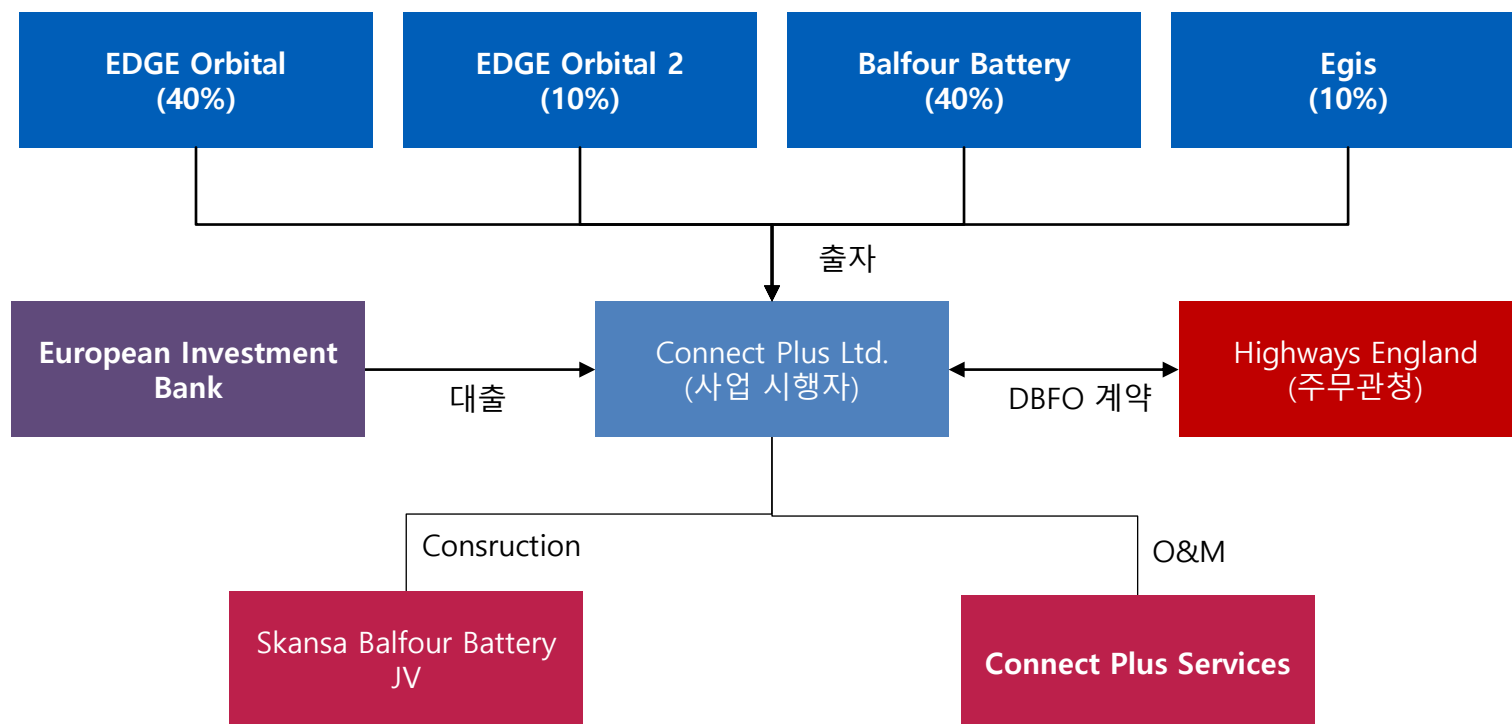 EDGE Orbital
(40%)
EDGE Orbital 2
(10%)
Balfour Battery
(40%)
Egis
(10%)
출자
European Investment
Bank
대출
Connect Plus Ltd.
(사업 시행자)
DBFO 계약
Highways England
(주무관청)
Consruction
O&M
Skansa Balfour Battery
JV
Connect Plus Services